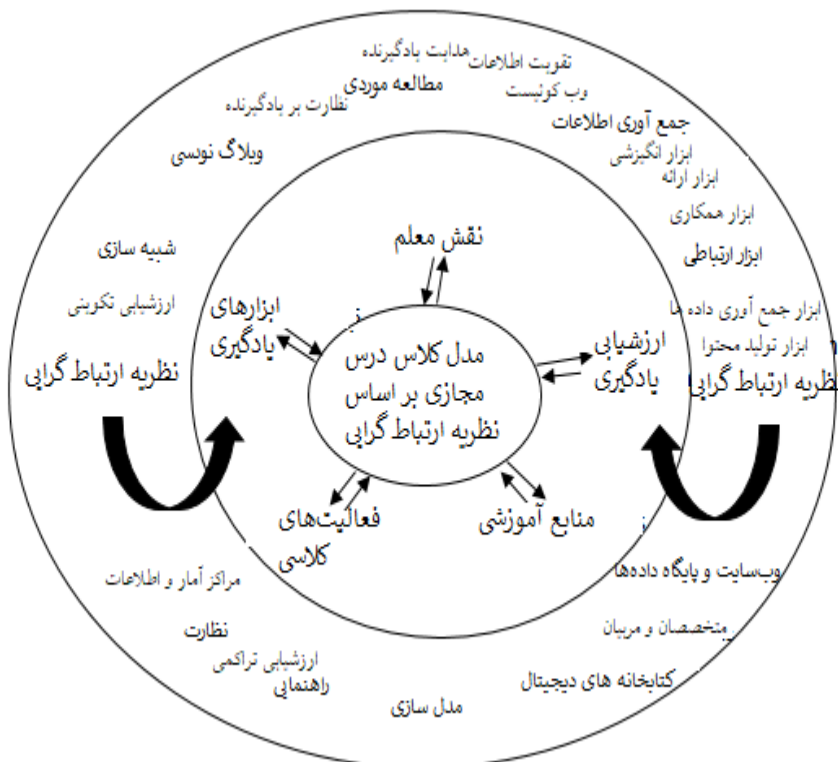 هدایت یادگیرنده
تقویت اطلاعات
مطالعه موردی
وب کوئیست
نظارت بر یادگیرنده
جمع آوری اطلاعات
وبلاگ نویسی
ابزار انگیزشی
ابزار ارائه
ابزار همکاری
ابزار ارتباطی
شبیه سازی
ارزشیابی تکوینی
ابزار جمع آوری داده ها
ابزار تولید محتوا
نظریه ارتباط گرایی
نظریه ارتباط گرایی
نقش معلم
ابزارهای
یادگیری
ارزشیابی
یادگیری
مدل کلاس درس
مجازی بر اساس
نظریه ارتباط گرایی
منابع آموزشی
فعالیت‌های
کلاسی
وب‌سایت و پایگاه داده‌ها
متخصصان و مربیان
کتابخانه های دیجیتال
مراکز آمار و اطلاعات
نظارت
ارزشیابی تراکمی
راهنمایی
مدل سازی